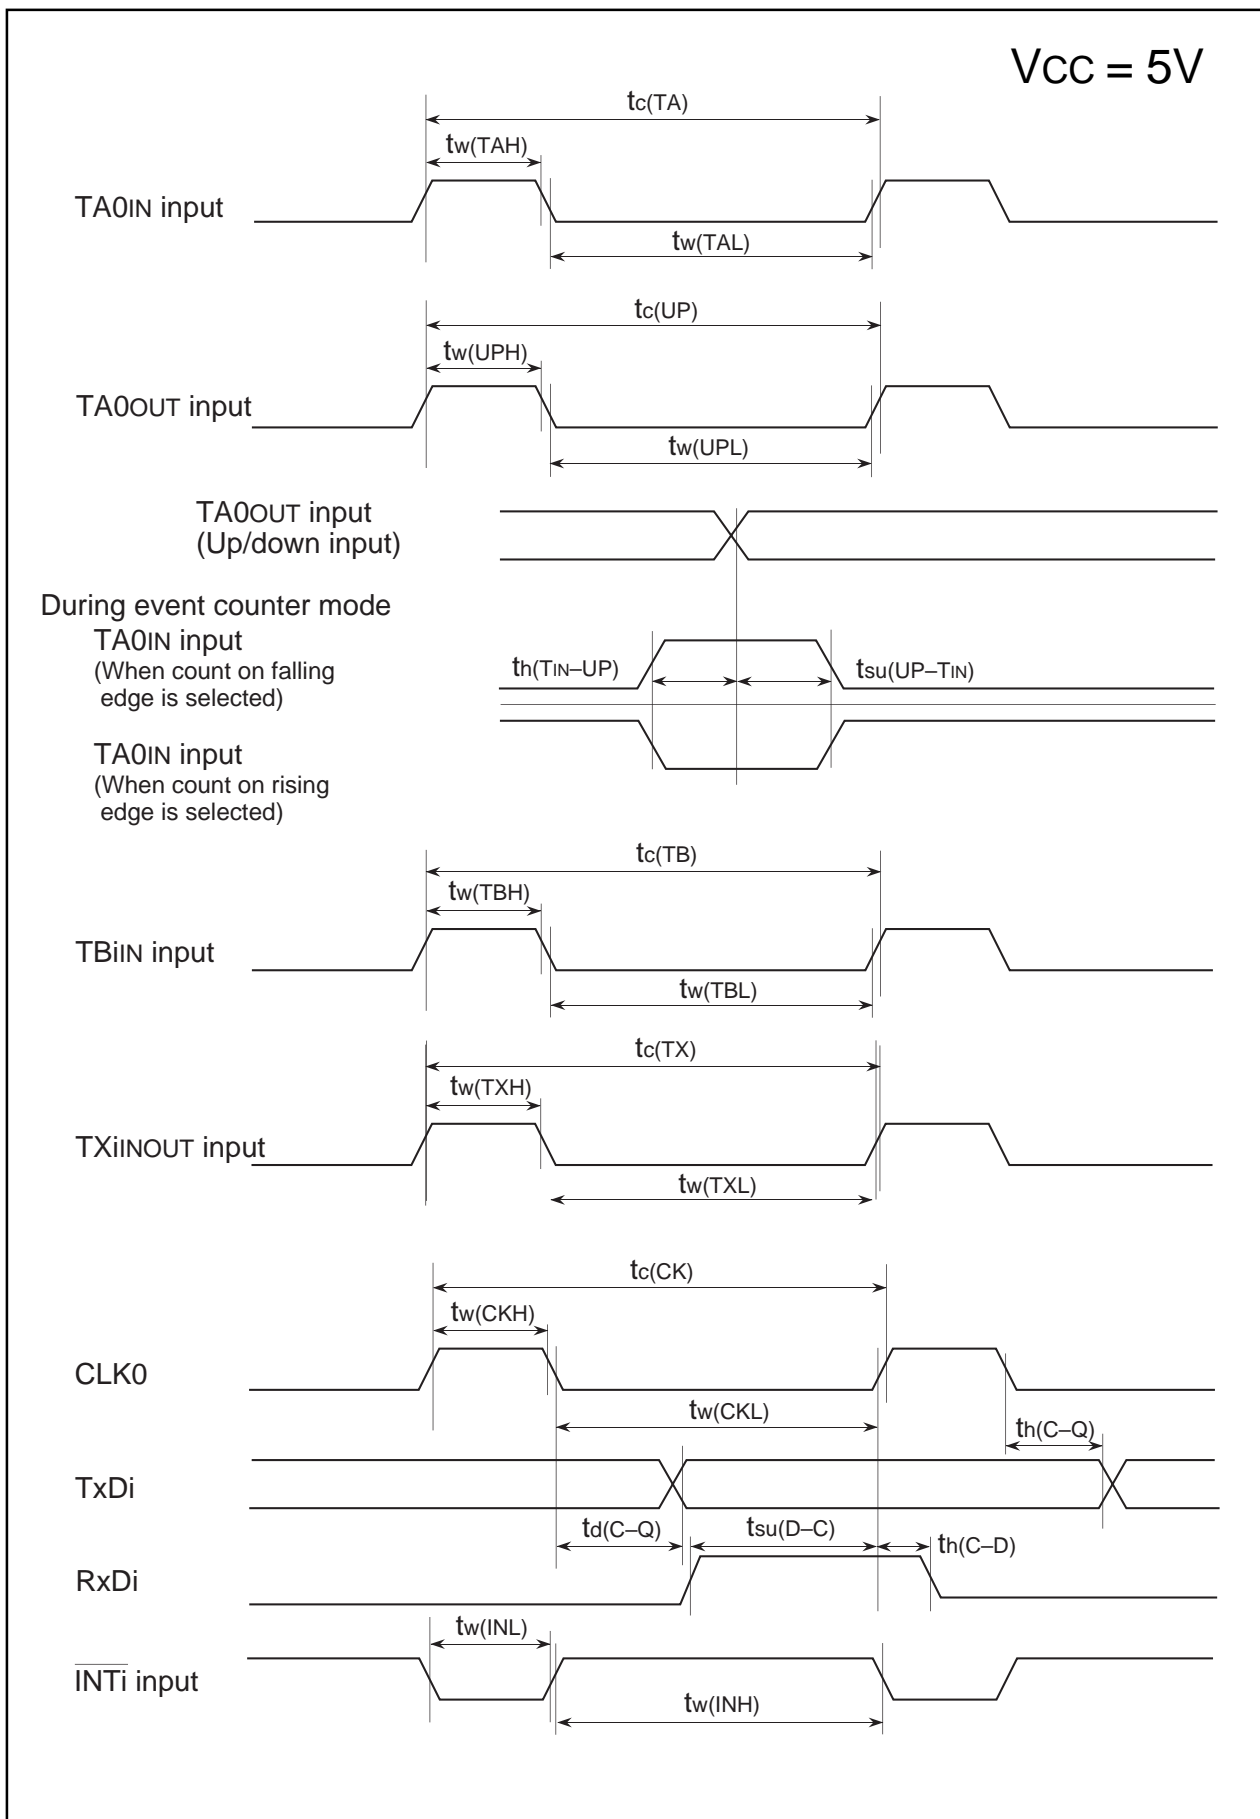 VCC = 5V
tc(TA)
tw(TAH)
TA0IN input
tw(TAL)
tc(UP)
tw(UPH)
TA0OUT input
tw(UPL)
TA0OUT input
(Up/down input)
During event counter mode
TA0IN input
(When count on falling
edge is selected)
th(TIN–UP)
tsu(UP–TIN)
TA0IN input
(When count on rising
edge is selected)
tc(TB)
tw(TBH)
TBiIN input
tw(TBL)
tc(TX)
tw(TXH)
TXiINOUT input
tw(TXL)
tc(CK)
tw(CKH)
CLK0
tw(CKL)
th(C–Q)
TxDi
td(C–Q)
tsu(D–C)
th(C–D)
RxDi
tw(INL)
INTi input
tw(INH)